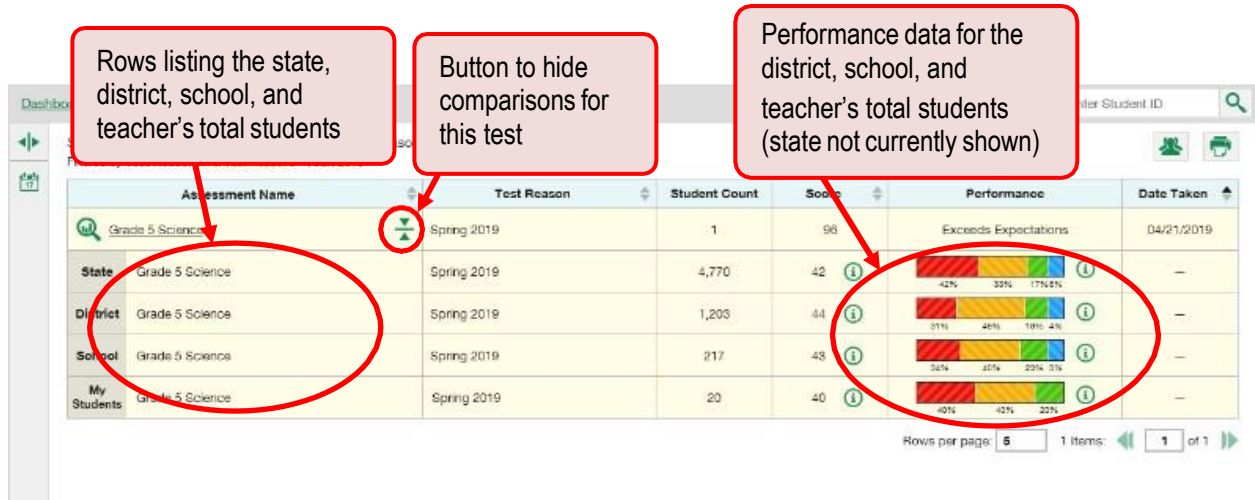 Rows listing the state,
district, school, and
teacher's total students
Button to hide
comparisons for
this test
Performance data for the
district, school, and
teacher's total students
(state not currently shown)
Student ID
Assessment Name Test Reason Student Count Score Performance Date Taken
Grade 5 Science Spring 2019 1 96 Exceeds Expectations 04/21/2019
State Grade 5 Science Spring 2019 4,770 42 –
42% 33% 17% 8%
District Grade 5 Science Spring 2019 1,203 44 –
31% 46% 18% 4%
School Grade 5 Science Spring 2019 217 43 –
34% 40% 23% 3%
My Students Grade 5 Science Spring 2019 20 40 –
40% 20%
Rows per page: 5 1 Items: 1 of 1